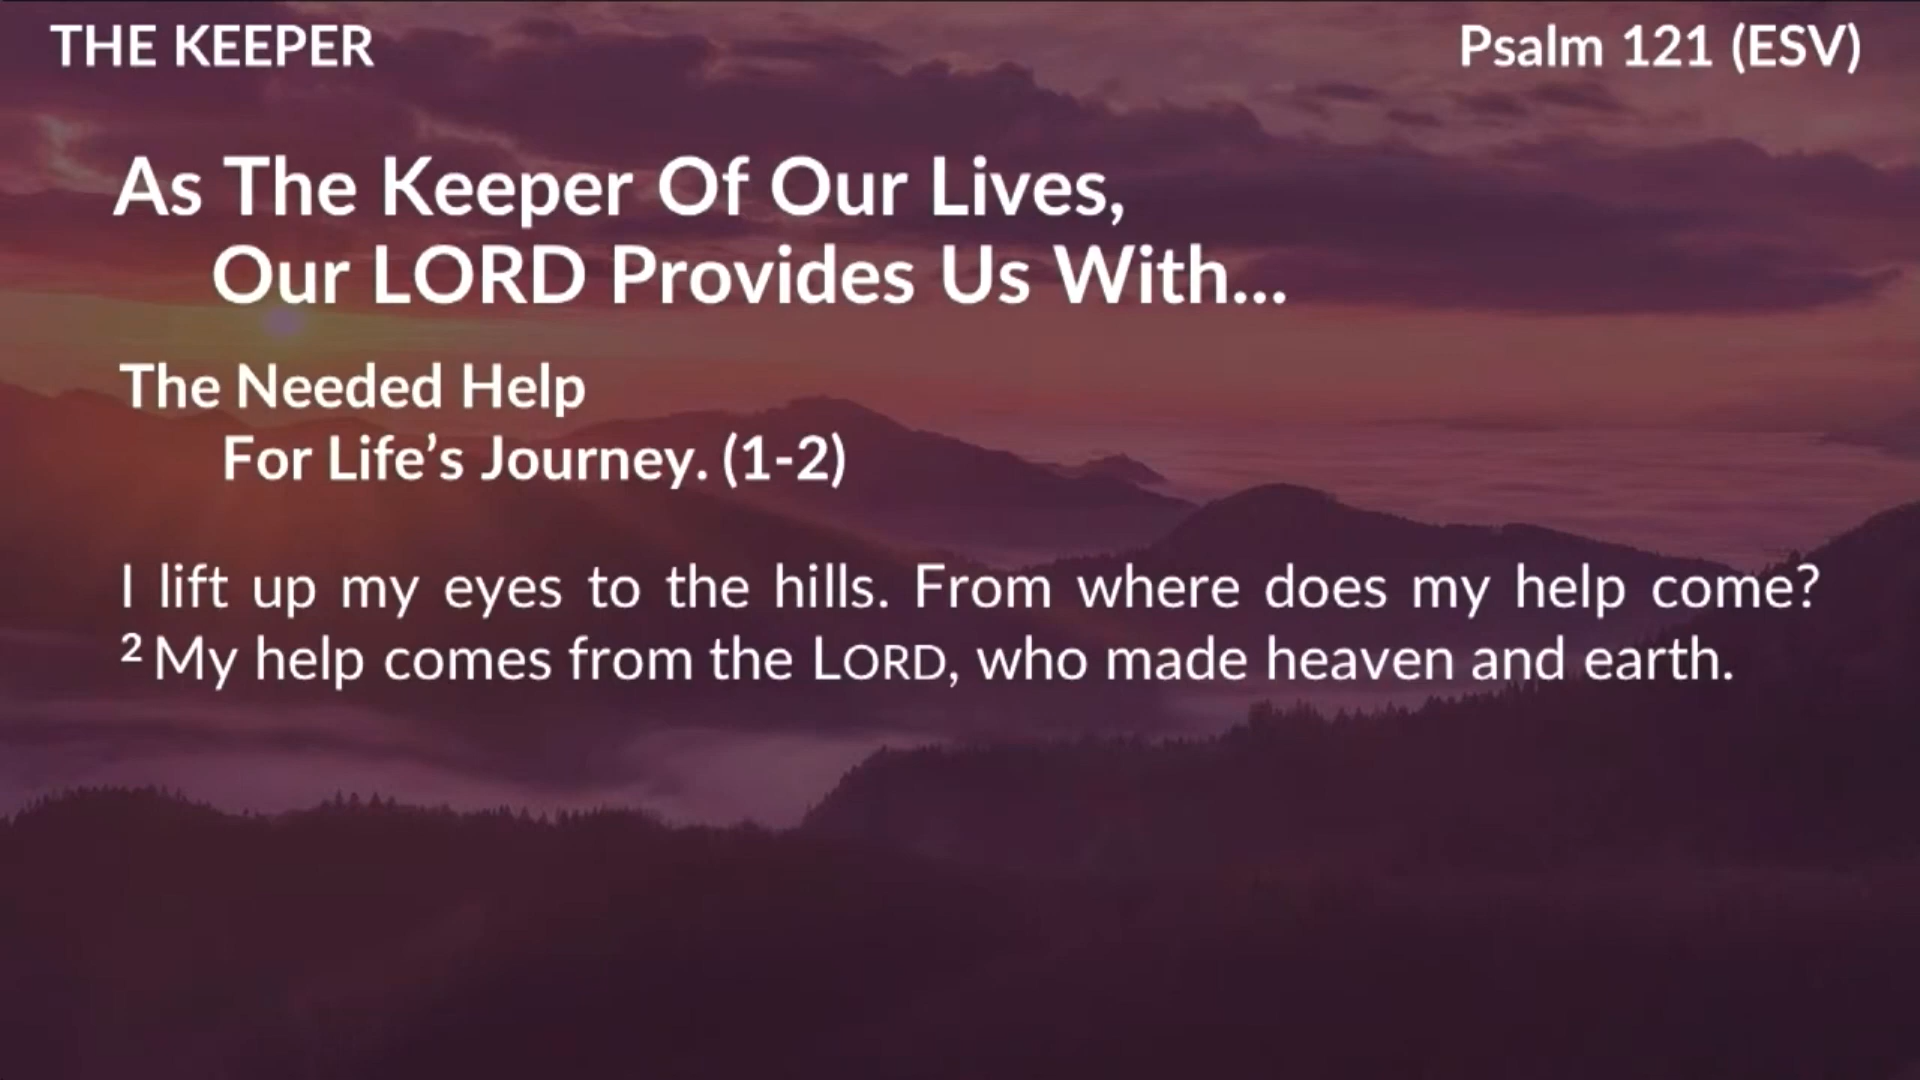 THE KEEPER
Psalm 121 (ESV)
As The Keeper Of Our Lives,
Our LORD Provides Us With...
The Needed Help
For Life’s Journey. (1-2)
I lift up my eyes to the hills. From where does my help come?
² My help comes from the LORD, who made heaven and earth.